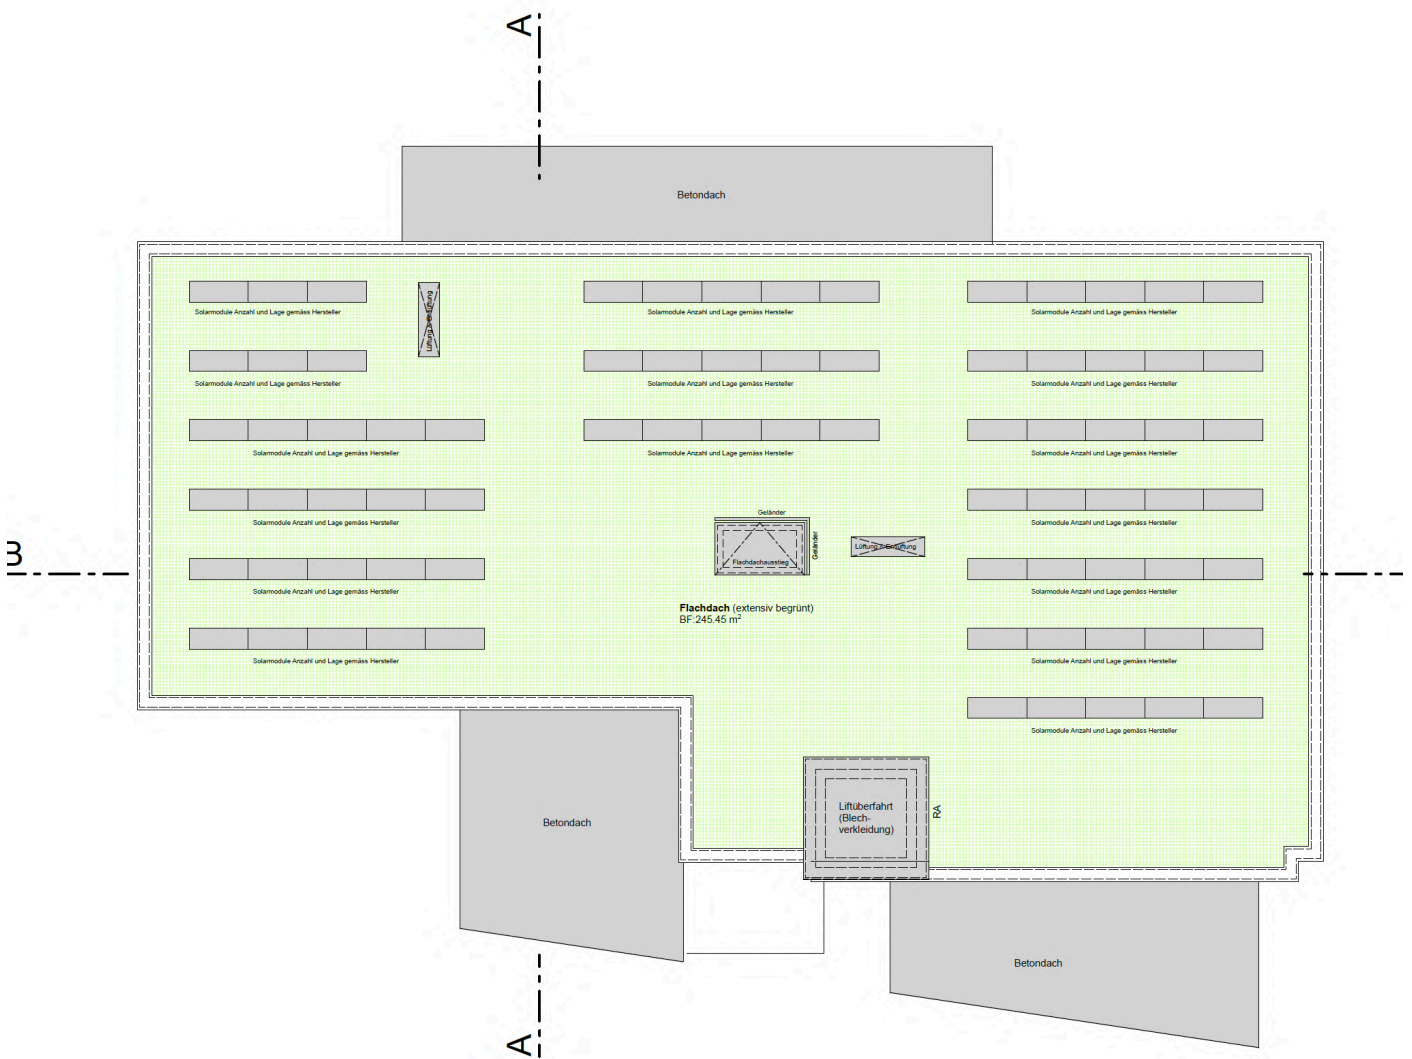 A
Betondach
Solarmodule Anzahl und Lage gemäss Hersteller
Lüftung & Entlüftung
Solarmodule Anzahl und Lage gemäss Hersteller
Solarmodule Anzahl und Lage gemäss Hersteller
Solarmodule Anzahl und Lage gemäss Hersteller
Solarmodule Anzahl und Lage gemäss Hersteller
Solarmodule Anzahl und Lage gemäss Hersteller
Solarmodule Anzahl und Lage gemäss Hersteller
Solarmodule Anzahl und Lage gemäss Hersteller
Solarmodule Anzahl und Lage gemäss Hersteller
Geländer
Solarmodule Anzahl und Lage gemäss Hersteller
Solarmodule Anzahl und Lage gemäss Hersteller
B
Geländer
Lüftung & Entlüftung
Flachdachausstieg
Solarmodule Anzahl und Lage gemäss Hersteller
Solarmodule Anzahl und Lage gemäss Hersteller
Flachdach (extensiv begrünt)
BF:245.45 m²
Solarmodule Anzahl und Lage gemäss Hersteller
Solarmodule Anzahl und Lage gemäss Hersteller
Solarmodule Anzahl und Lage gemäss Hersteller
Liftüberfahrt
(Blech-
verkleidung)
RA
Betondach
Betondach
A